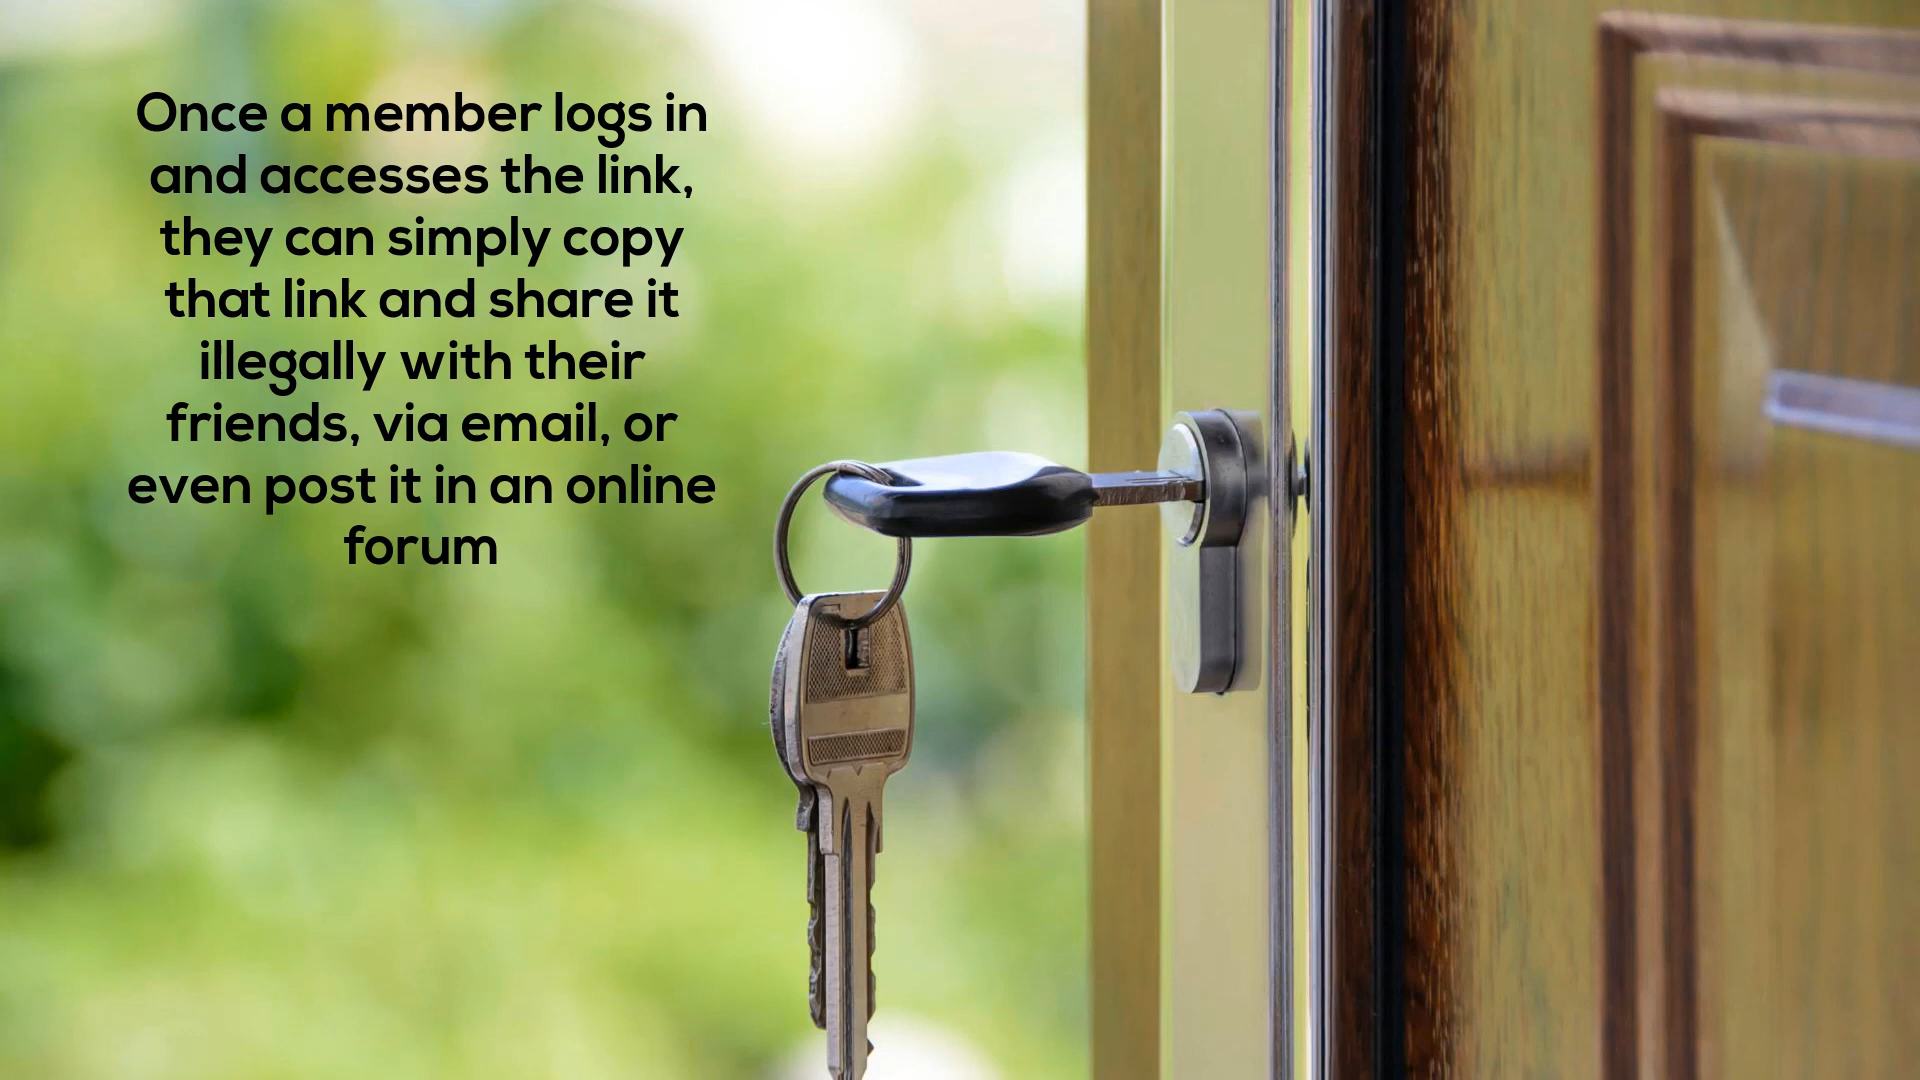 Once a member logs in
and accesses the link,
they can simply copy
that link and share it
illegally with their
friends, via email, or
even post it in an online
forum